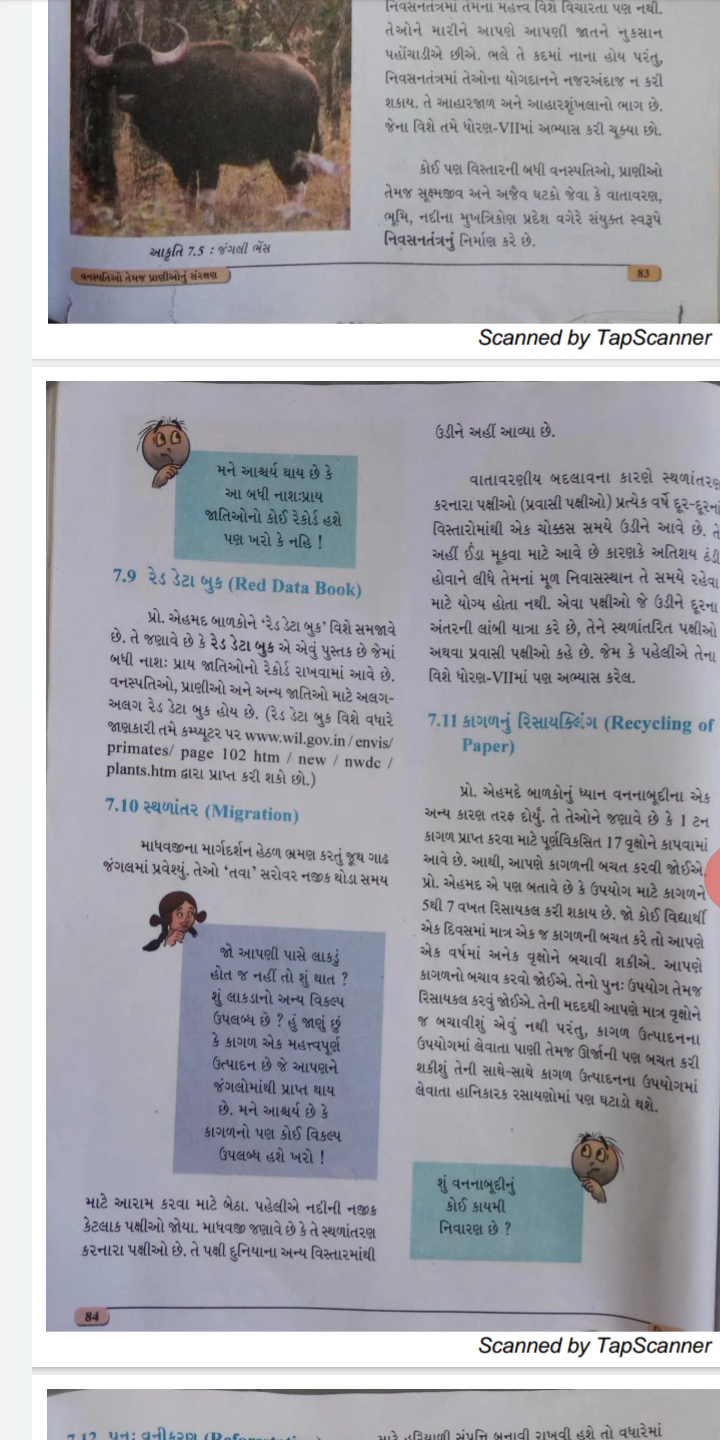 નિવસનતંત્રમાં તેમના મહત્ત્વ વિશે વિચારતા પણ નથી.
તેઓને મારીને આપણે આપણી જાતને નુકસાન
પહોંચાડીએ છીએ. ભલે તે કદમાં નાના હોય પરંતુ,
નિવસનતંત્રમાં તેઓના યોગદાનને નજરઅંદાજ ન કરી
શકાય. તે આહારજાળ અને આહારશૃંખલાનો ભાગ છે.
જેના વિશે તમે ધોરણ-VIIમાં અભ્યાસ કરી ચૂક્યા છો.
કોઈ પણ વિસ્તારની બધી વનસ્પતિઓ, પ્રાણીઓ
તેમજ સૂક્ષ્મજીવ અને અજૈવ ઘટકો જેવા કે વાતાવરણ,
ભૂમિ, નદીના મુખત્રિકોણ પ્રદેશ વગેરે સંયુક્ત સ્વરૂપે
નિવસનતંત્રનું નિર્માણ કરે છે.
આકૃતિ 7.5 : જંગલી ભેંસ
વનસ્પતિઓ તેમજ પ્રાણીઓનું સંરક્ષણ
83
Scanned by TapScanner
મને આશ્ચર્ય થાય છે કે
આ બધી નાશઃપ્રાય
જાતિઓનો કોઈ રેકોર્ડ હશે
પણ ખરો કે નહિ !
7.9 રેડ ડેટા બુક (Red Data Book)
પ્રો. એહમદ બાળકોને ‘રેડ ડેટા બુક’ વિશે સમજાવે
છે. તે જણાવે છે કે રેડ ડેટા બુક એ એવું પુસ્તક છે જેમાં
બધી નાશઃ પ્રાય જાતિઓનો રેકોર્ડ રાખવામાં આવે છે.
વનસ્પતિઓ, પ્રાણીઓ અને અન્ય જાતિઓ માટે અલગ-
અલગ રેડ ડેટા બુક હોય છે. (રેડ ડેટા બુક વિશે વધારે
જાણકારી તમે કમ્પ્યૂટર પર www.wil.gov.in / envis/
primates/ page 102 htm / new / nwdc /
plants.htm દ્વારા પ્રાપ્ત કરી શકો છો.)
7.10 સ્થળાંતર (Migration)
માધવજીના માર્ગદર્શન હેઠળ ભ્રમણ કરતું જૂથ ગાઢ
જંગલમાં પ્રવેશ્યું. તેઓ ‘તવા’ સરોવર નજીક થોડા સમય
જો આપણી પાસે લાકડું
હોત જ નહીં તો શું થાત ?
શું લાકડાનો અન્ય વિકલ્પ
ઉપલબ્ધ છે ? હું જાણું છું
કે કાગળ એક મહત્ત્વપૂર્ણ
ઉત્પાદન છે જે આપણને
જંગલોમાંથી પ્રાપ્ત થાય
છે. મને આશ્ચર્ય છે કે
કાગળનો પણ કોઈ વિકલ્પ
ઉપલબ્ધ હશે ખરો !
માટે આરામ કરવા માટે બેઠા. પહેલીએ નદીની નજીક
કેટલાક પક્ષીઓ જોયા. માધવજી જણાવે છે કે તે સ્થળાંતરણ
કરનારા પક્ષીઓ છે. તે પક્ષી દુનિયાના અન્ય વિસ્તારમાંથી
ઉડીને અહીં આવ્યા છે.
વાતાવરણીય બદલાવના કારણે સ્થળાંતરણ
કરનારા પક્ષીઓ (પ્રવાસી પક્ષીઓ) પ્રત્યેક વર્ષે દૂર-દૂરનાં
વિસ્તારોમાંથી એક ચોક્કસ સમયે ઉડીને આવે છે. તે
અહીં ઈંડા મૂકવા માટે આવે છે કારણકે અતિશય ઠંડી
હોવાને લીધે તેમનાં મૂળ નિવાસસ્થાન તે સમયે રહેવા
માટે યોગ્ય હોતા નથી. એવા પક્ષીઓ જે ઉડીને દૂરના
અંતરની લાંબી યાત્રા કરે છે, તેને સ્થળાંતરિત પક્ષીઓ
અથવા પ્રવાસી પક્ષીઓ કહે છે. જેમ કે પહેલીએ તેના
વિશે ધોરણ-VIIમાં પણ અભ્યાસ કરેલ.
7.11 કાગળનું રિસાયક્લિંગ (Recycling of
Paper)
પ્રો. એહમદે બાળકોનું ધ્યાન વનનાબૂદીના એક
અન્ય કારણ તરફ દોર્યું. તે તેઓને જણાવે છે કે 1 ટન
કાગળ પ્રાપ્ત કરવા માટે પૂર્ણવિકસિત 17 વૃક્ષોને કાપવામાં
આવે છે. આથી, આપણે કાગળની બચત કરવી જોઈએ.
પ્રો. એહમદ એ પણ બતાવે છે કે ઉપયોગ માટે કાગળને
5થી 7 વખત રિસાયકલ કરી શકાય છે. જો કોઈ વિદ્યાર્થી
એક દિવસમાં માત્ર એક જ કાગળની બચત કરે તો આપણે
એક વર્ષમાં અનેક વૃક્ષોને બચાવી શકીએ. આપણે
કાગળનો બચાવ કરવો જોઈએ. તેનો પુનઃ ઉપયોગ તેમજ
રિસાયકલ કરવું જોઈએ. તેની મદદથી આપણે માત્ર વૃક્ષોને
જ બચાવીશું એવું નથી પરંતુ, કાગળ ઉત્પાદનના
ઉપયોગમાં લેવાતા પાણી તેમજ ઊર્જાની પણ બચત કરી
શકીશું તેની સાથે-સાથે કાગળ ઉત્પાદનના ઉપયોગમાં
લેવાતા હાનિકારક રસાયણોમાં પણ ઘટાડો થશે.
શું વનનાબૂદીનું
કોઈ કાયમી
નિવારણ છે ?
84
Scanned by TapScanner
7.12 પુનઃ વનીકરણ
માટે હરિયાળી સંપત્તિ બનાવી રાખવી હશે તો વધારેમાં